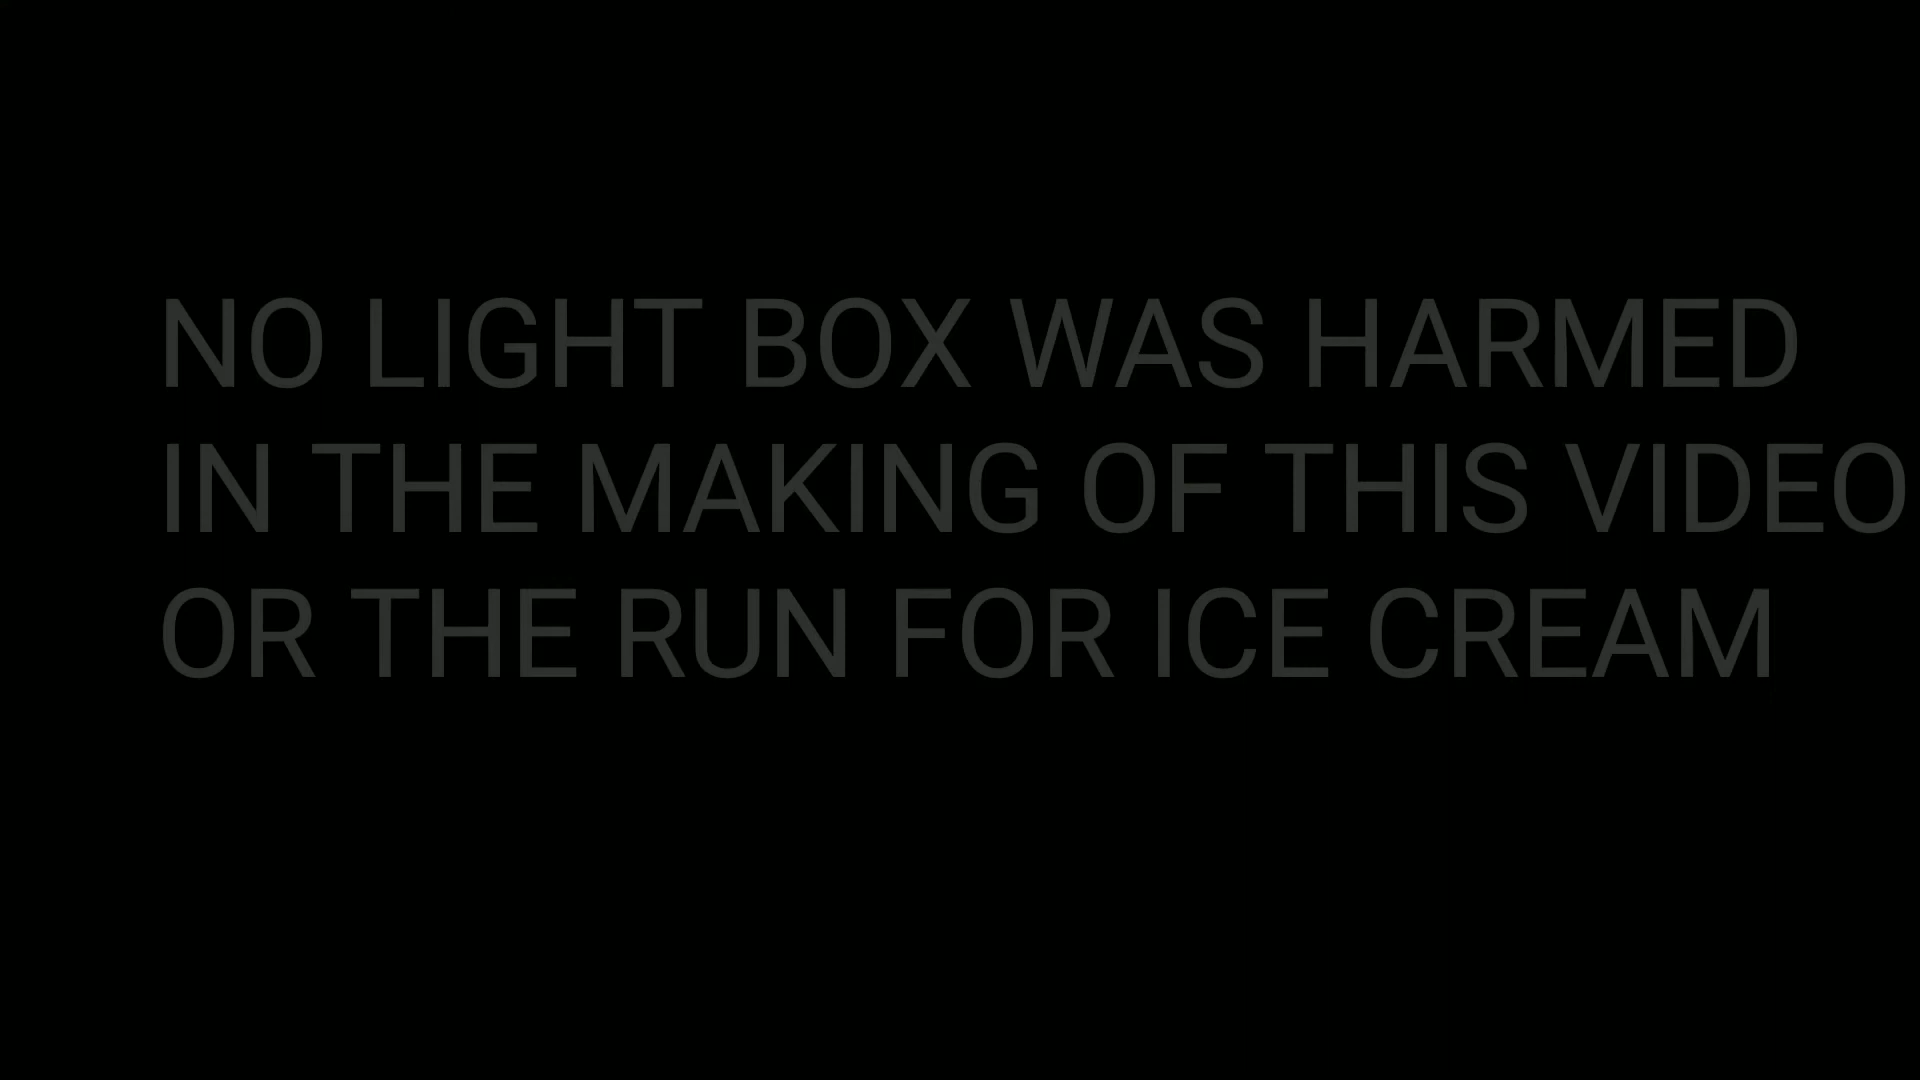 NO LIGHT BOX WAS HARMED
IN THE MAKING OF THIS VIDEO
OR THE RUN FOR ICE CREAM